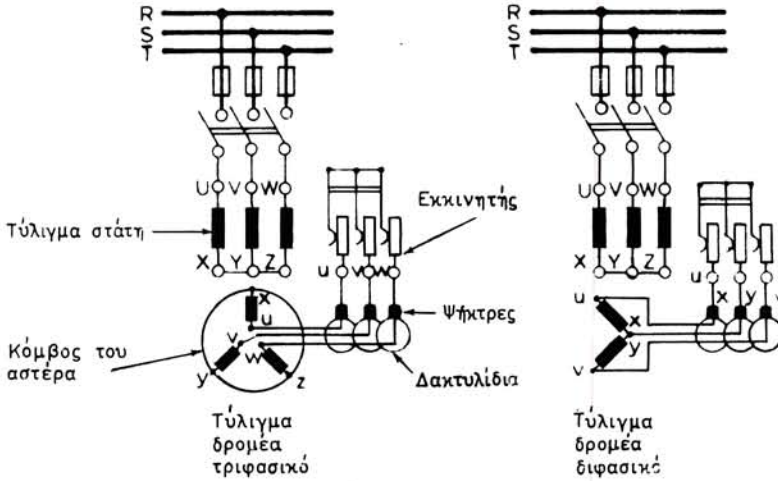 R
S
T
U V W
Τύλιγμα στάτη
X Y Z
Εκκινητής
u v w
x
u
v
w
y
z
Ψήκτρες
Κόμβος του
αστέρα
Δακτυλίδια
Τύλιγμα
δρομέα
τριφασικό
R
S
T
U V W
X Y Z
u
x y v
u
x
y
v
Τύλιγμα
δρομέα
διφασικό